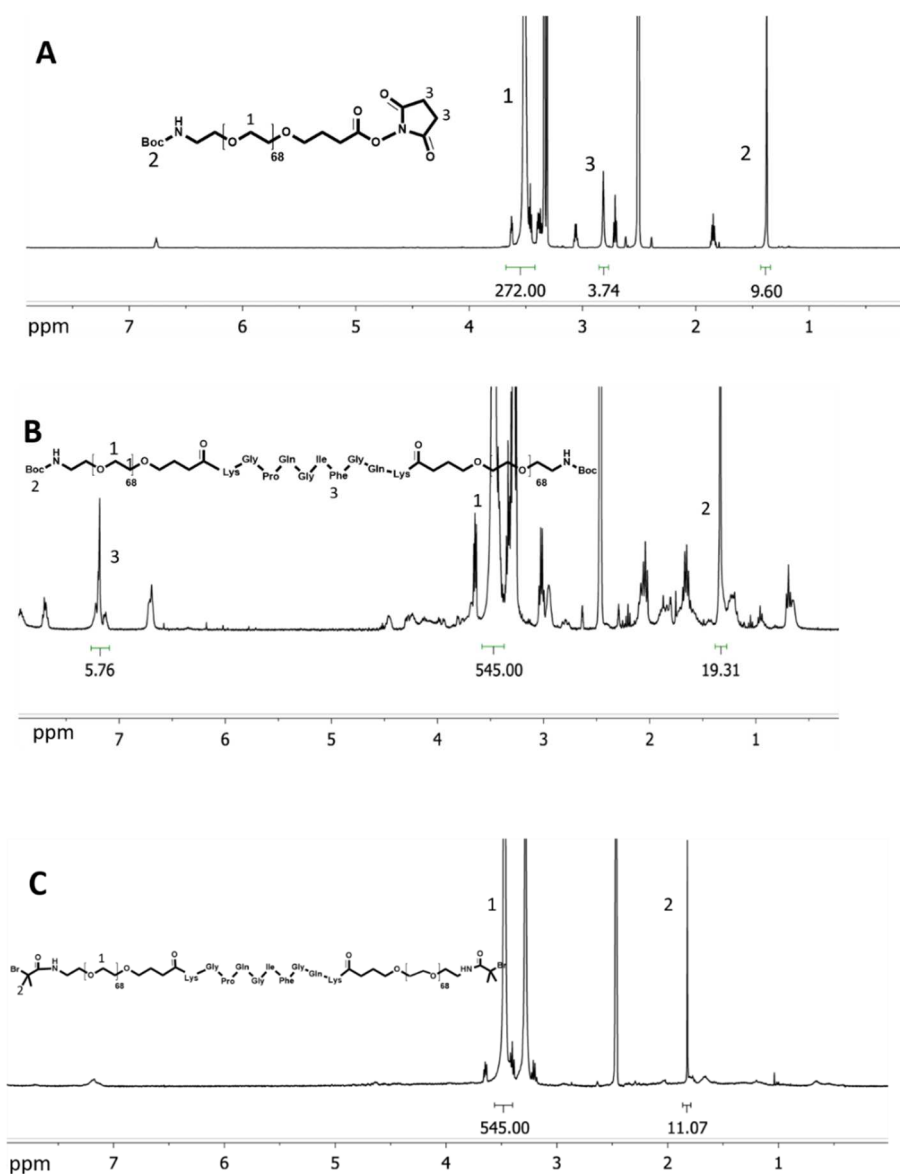 A
1
2
3
O
3
3
N
O
O
O
H
N
Boc
2
O
1
O
68
O
272.00
3.74
9.60
ppm
7
6
5
4
3
2
1
B
H
N
Boc
2
1
O
1
O
68
O
Lys
Gly
Pro
Gln
Gly
Ile
Phe
Gly
Gln
Lys
3
O
O
O
68
H
N
Boc
3
1
2
5.76
545.00
19.31
ppm
7
6
5
4
3
2
1
C
1
2
Br
O
H
N
2
O
1
O
68
O
Lys
Gly
Pro
Gln
Gly
Ile
Phe
Gly
Gln
Lys
O
O
O
68
HN
O
Br
545.00
11.07
ppm
7
6
5
4
3
2
1